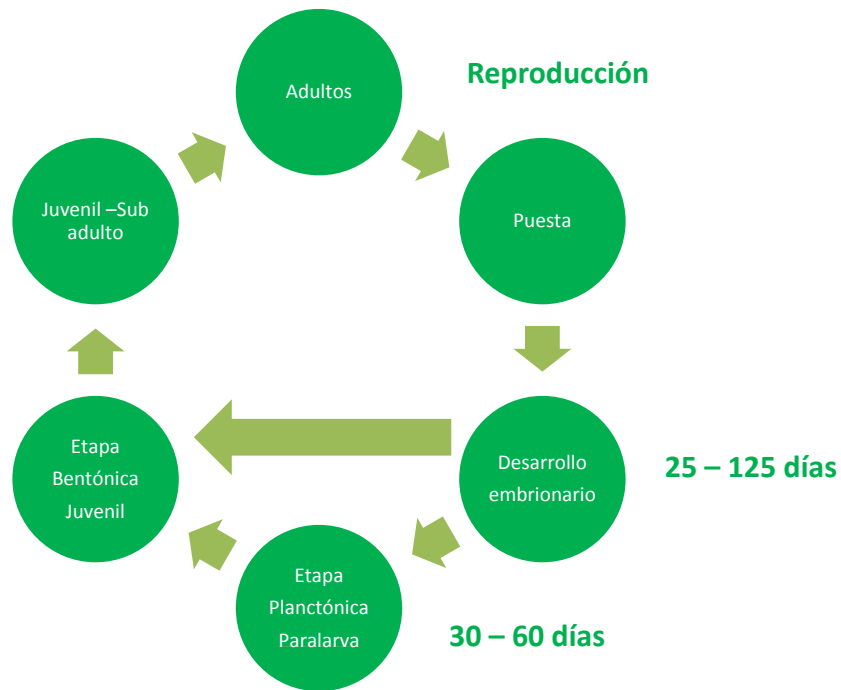 Adultos
Reproducción
Puesta
Desarrollo
embrionario
25 – 125 días
Etapa
Planctónica
Paralarva
30 – 60 días
Etapa
Bentónica
Juvenil
Juvenil –Sub
adulto